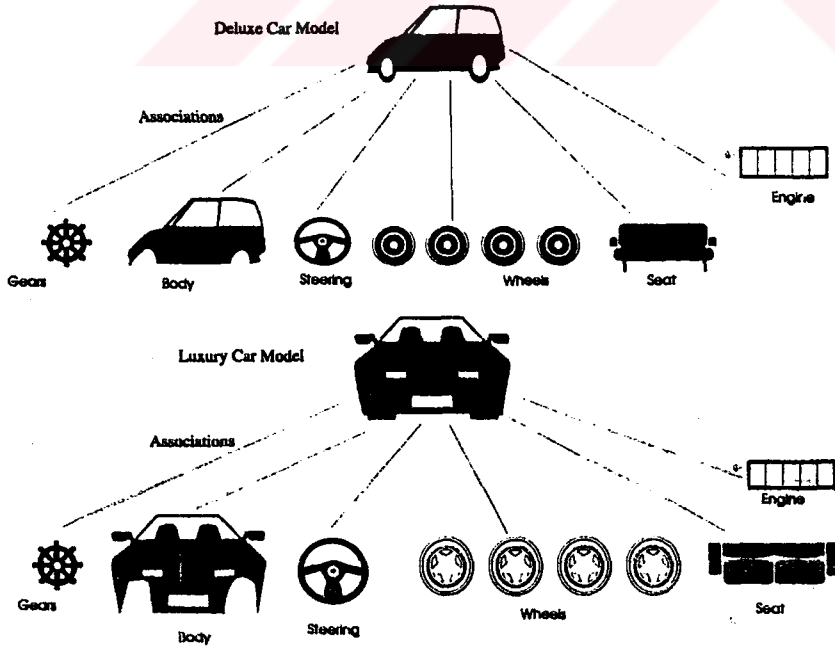 Deluxe Car Model
Associations
Engine
Gears
Body
Steering
Wheels
Seat
Luxury Car Model
Associations
Engine
Gears
Body
Steering
Wheels
Seat